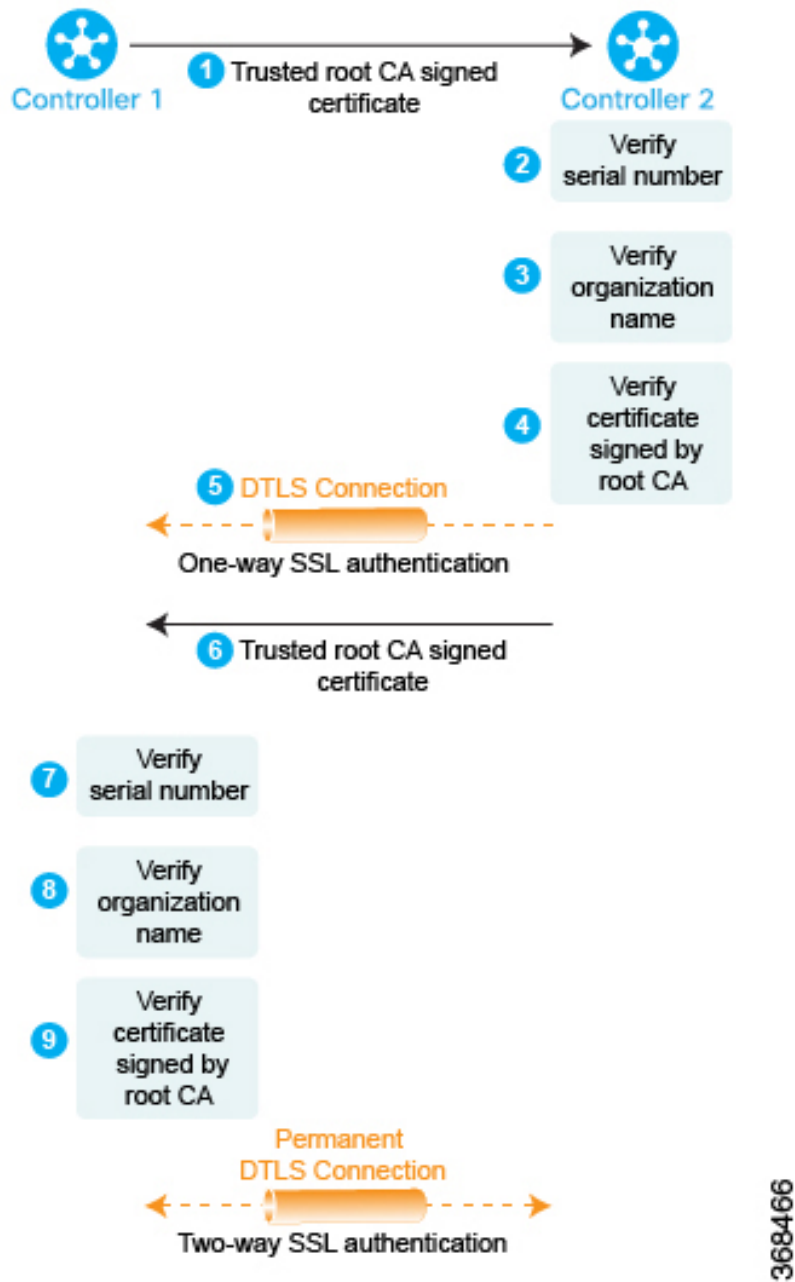 Controller 1
1 Trusted root CA signed
certificate
Controller 2
2 Verify
serial number
3 Verify
organization
name
4 Verify
certificate
signed by
root CA
5 DTLS Connection
One-way SSL authentication
6 Trusted root CA signed
certificate
7 Verify
serial number
8 Verify
organization
name
9 Verify
certificate
signed by
root CA
Permanent
DTLS Connection
Two-way SSL authentication
368466